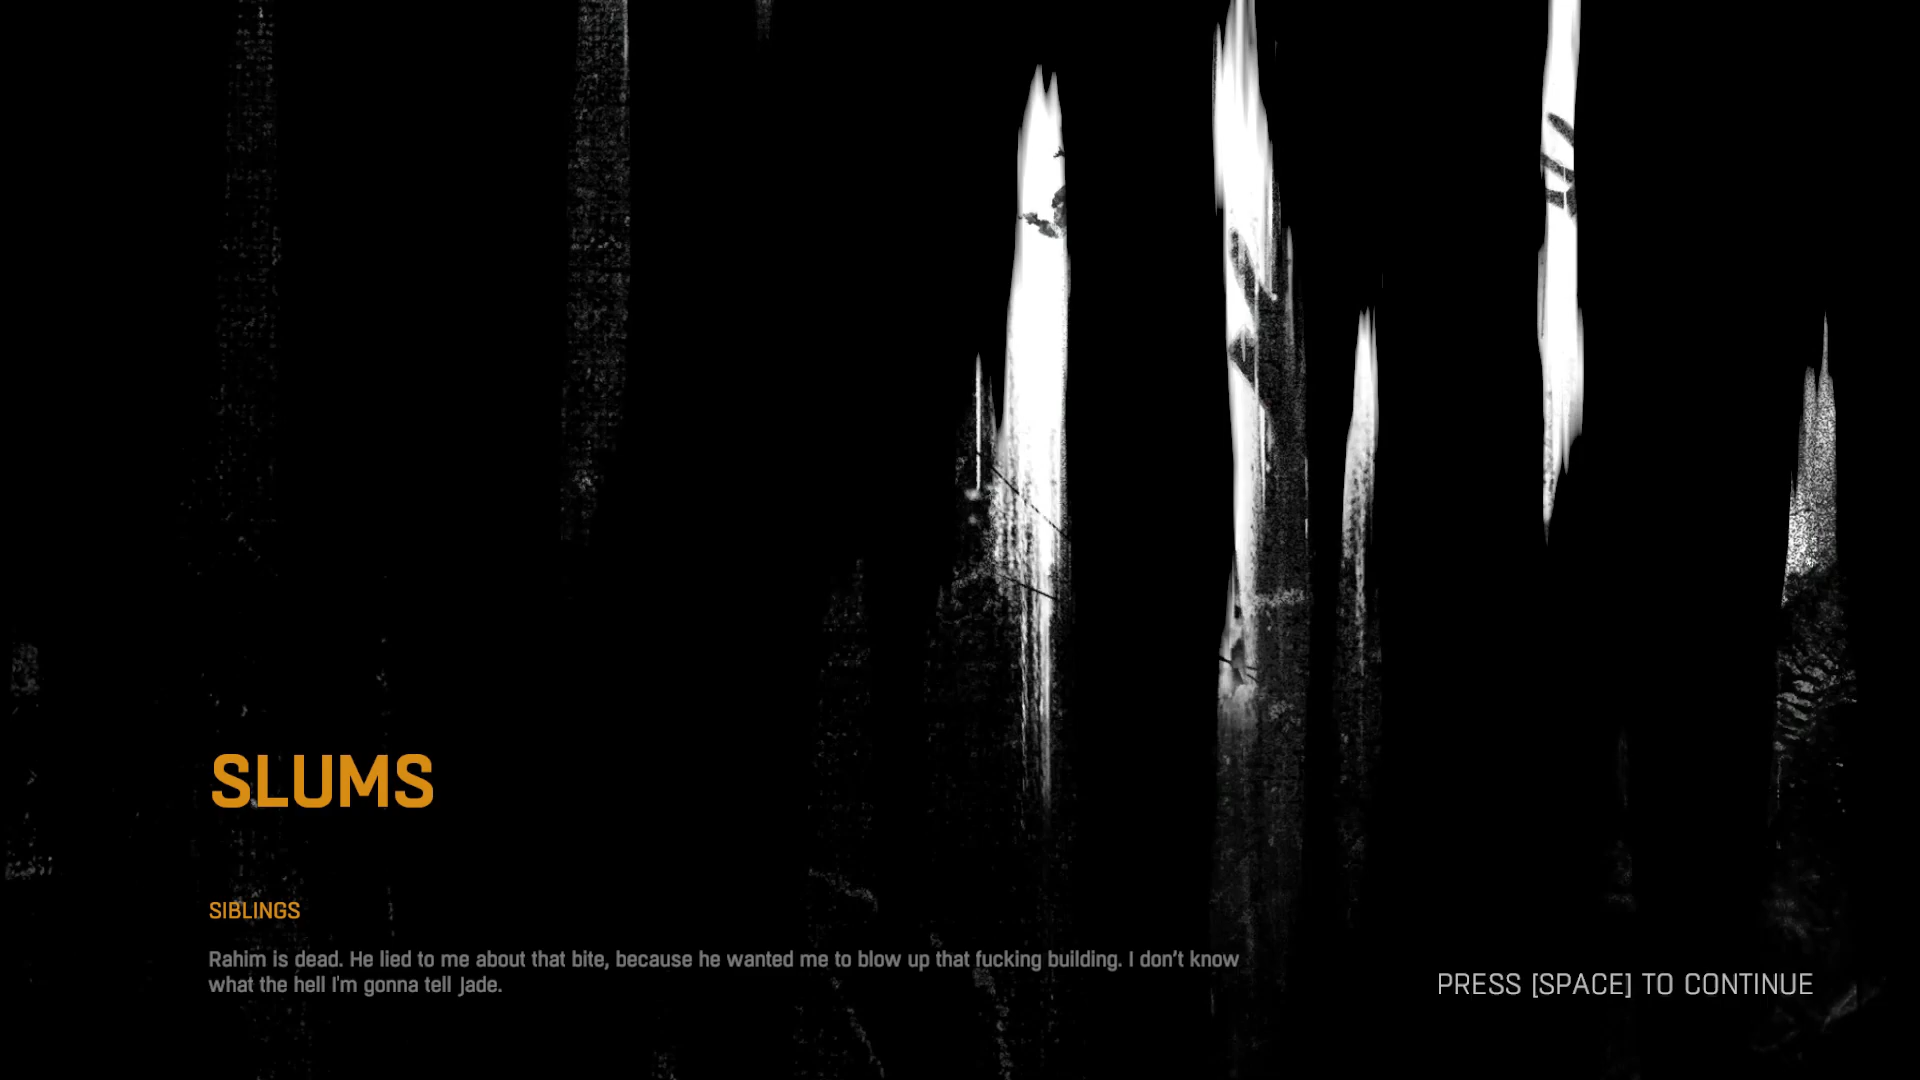 SLUMS
SIBLINGS
Rahim is dead. He lied to me about that bite, because he wanted me to blow up that fucking building. I don’t know
what the hell I'm gonna tell Jade.
PRESS [SPACE] TO CONTINUE